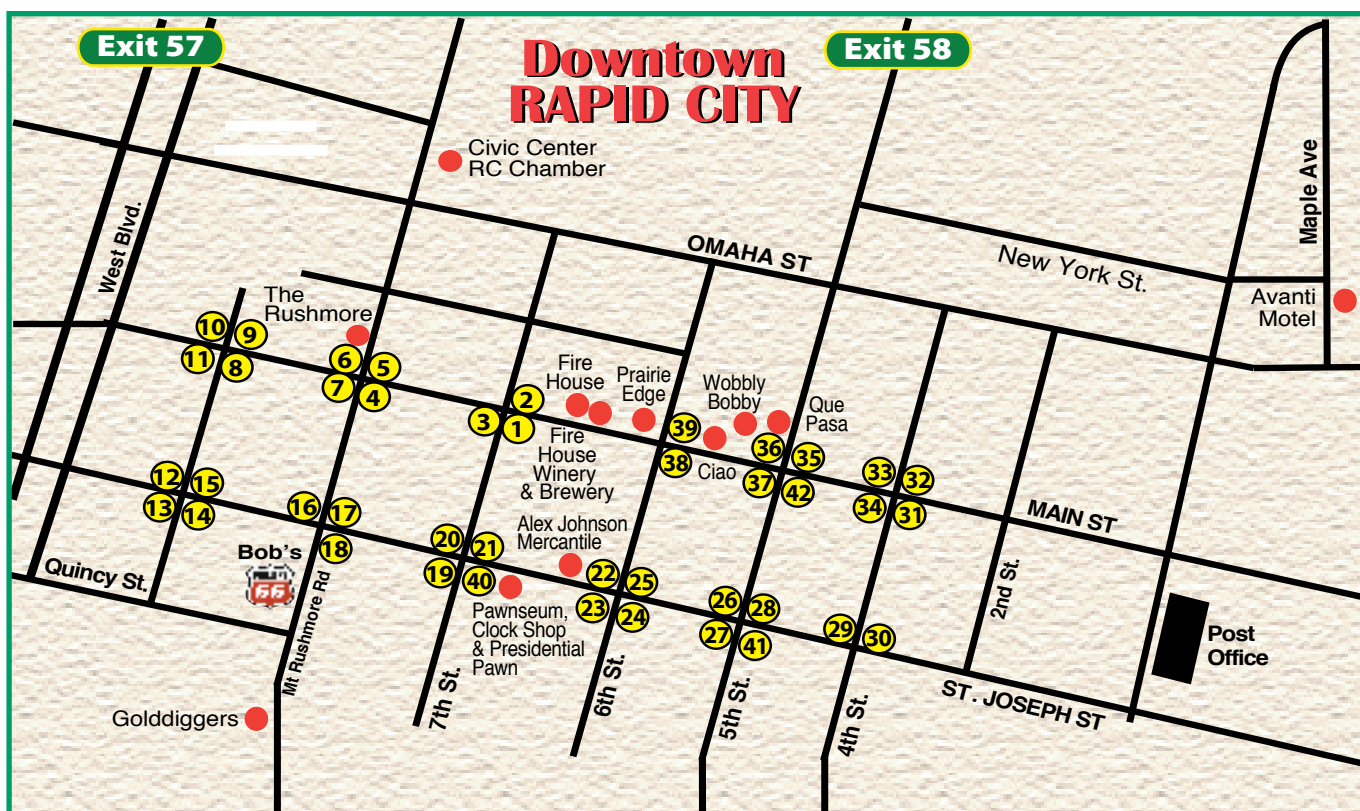 Exit 57
Downtown
RAPID CITY
Exit 58
Civic Center
RC Chamber
Maple Ave
West Blvd.
OMAHA ST
New York St.
The
Rushmore
Avanti
Motel
10
9
11
8
6
5
7
4
Fire
House
Prairie
Edge
Wobbly
Bobby
Que
Pasa
2
3
1
39
38
Ciao
36
35
37
42
33
32
34
31
Fire
House
Winery
& Brewery
MAIN ST
12
15
13
14
16
17
18
Alex Johnson
Mercantile
20
21
19
40
22
25
23
24
26
28
27
41
29
30
Bob's
66
Quincy St.
Mt Rushmore Rd
Pawnseum,
Clock Shop
& Presidential
Pawn
2nd St.
Post
Office
Golddiggers
7th St.
6th St.
5th St.
4th St.
ST. JOSEPH ST